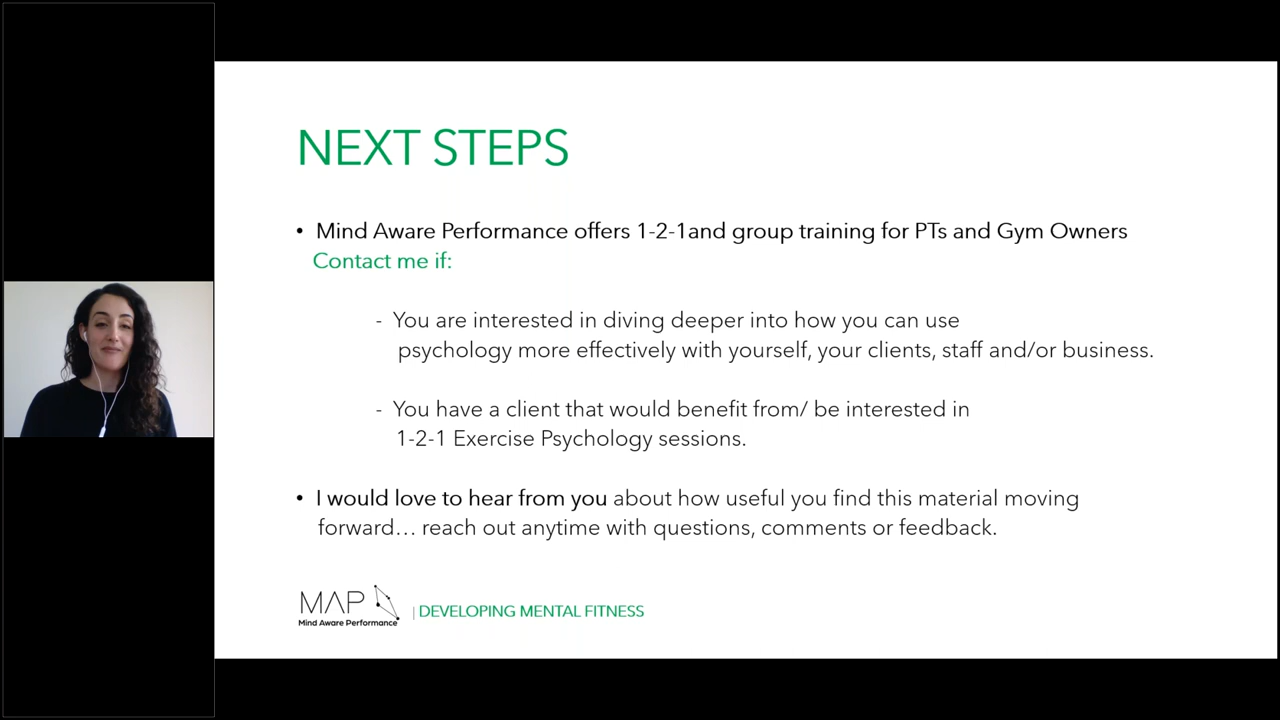 NEXT STEPS
• Mind Aware Performance offers 1-2-1and group training for PTs and Gym Owners
Contact me if:
- You are interested in diving deeper into how you can use
psychology more effectively with yourself, your clients, staff and/or business.
- You have a client that would benefit from/ be interested in
1-2-1 Exercise Psychology sessions.
• I would love to hear from you about how useful you find this material moving
forward… reach out anytime with questions, comments or feedback.
MAP
Mind Aware Performance
| DEVELOPING MENTAL FITNESS